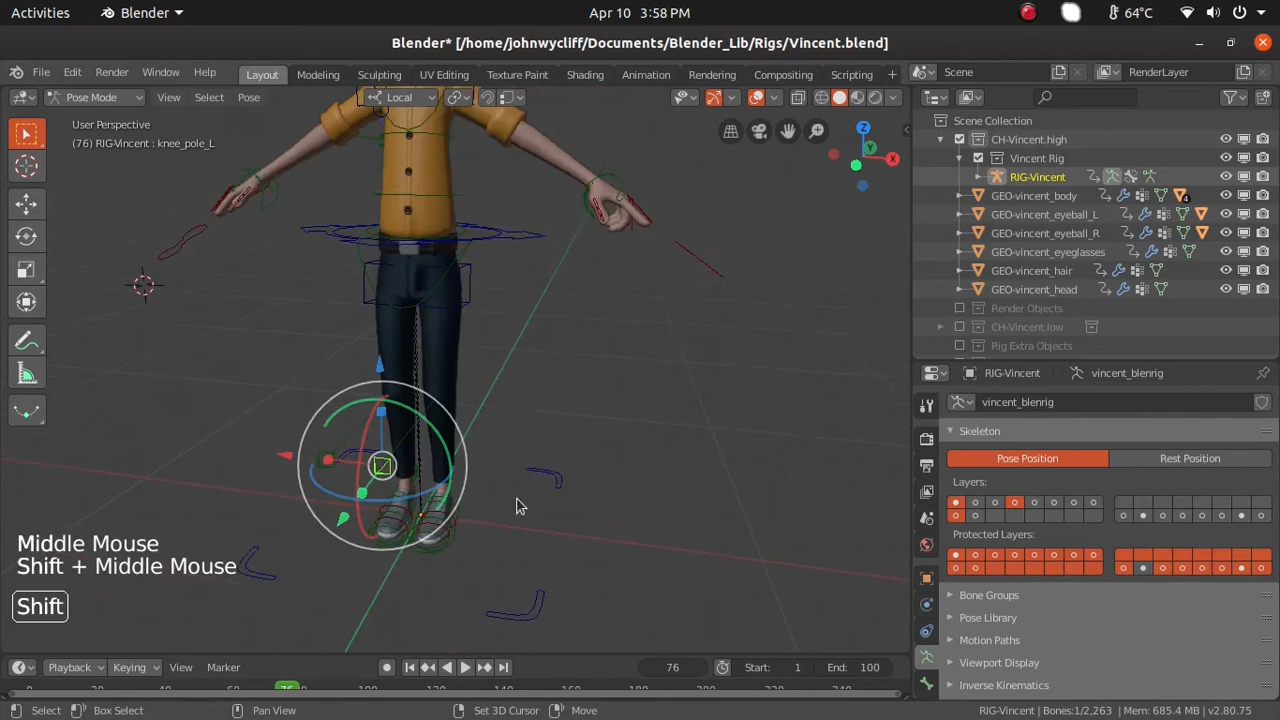 Activities
Blender
Apr 10  3:58 PM
64°C
Blender* [/home/johnwycliff/Documents/Blender_Lib/Rigs/Vincent.blend]
File Edit Render Window Help
Layout Modeling Sculpting UV Editing Texture Paint Shading Animation Rendering Compositing Scripting +
Scene
RenderLayer
Pose Mode View Select Pose
Local
User Perspective
(76) RIG-Vincent : knee_pole_L
Z
Y
X
Scene Collection
CH-Vincent.high
Vincent Rig
RIG-Vincent
GEO-vincent_body
4
GEO-vincent_eyeball_L
GEO-vincent_eyeball_R
GEO-vincent_eyeglasses
GEO-vincent_hair
GEO-vincent_head
Render Objects
CH-Vincent.low
Rig Extra Objects
RIG-Vincent
vincent_blenrig
vincent_blenrig
Skeleton
Pose Position
Rest Position
Layers:
Protected Layers:
Bone Groups
Pose Library
Motion Paths
Viewport Display
Inverse Kinematics
Middle Mouse
Shift + Middle Mouse
Shift
Playback Keying View Marker
76
Start: 1
End: 100
76
Select
Box Select
Pan View
Set 3D Cursor
Move
RIG-Vincent | Bones:1/2,263 | Mem: 685.4 MB | v2.80.75